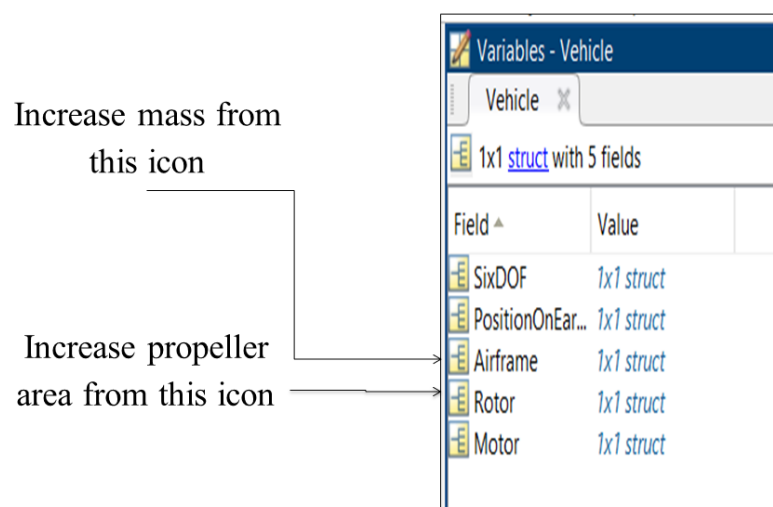 Increase mass from
this icon
Increase propeller
area from this icon
Variables - Vehicle
Vehicle
1x1 struct with 5 fields
Field Value
SixDOF 1x1 struct
PositionOnEar... 1x1 struct
Airframe 1x1 struct
Rotor 1x1 struct
Motor 1x1 struct